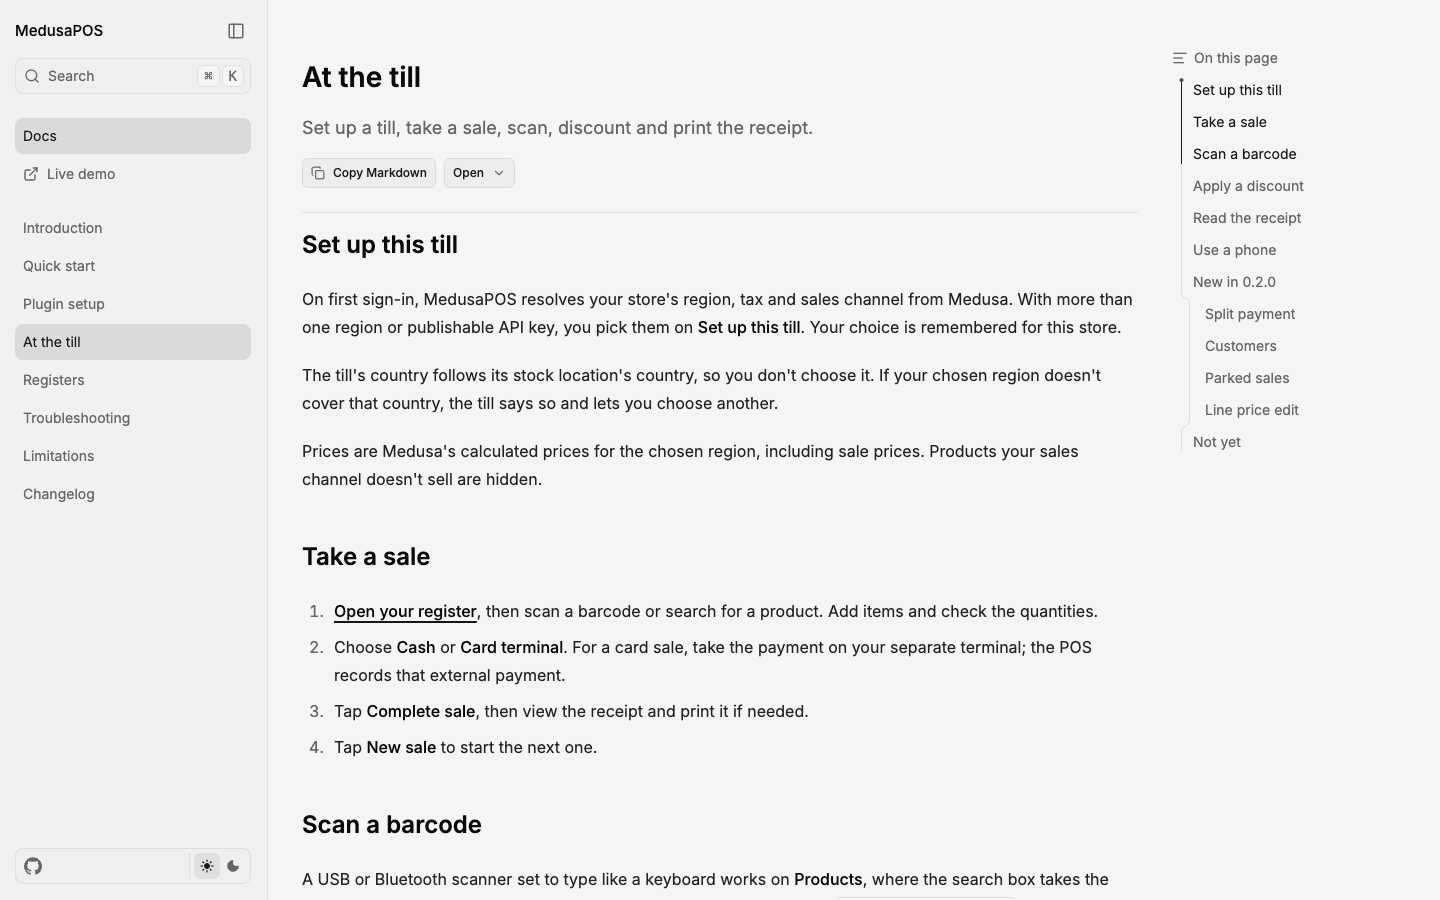 MedusaPOS
Search ⌘ K
Docs
Live demo
Introduction
Quick start
Plugin setup
At the till
Registers
Troubleshooting
Limitations
Changelog
At the till
Set up a till, take a sale, scan, discount and print the receipt.
Copy Markdown
Open
Set up this till
On first sign-in, MedusaPOS resolves your store's region, tax and sales channel from Medusa. With more than
one region or publishable API key, you pick them on Set up this till. Your choice is remembered for this store.
The till's country follows its stock location's country, so you don't choose it. If your chosen region doesn't
cover that country, the till says so and lets you choose another.
Prices are Medusa's calculated prices for the chosen region, including sale prices. Products your sales
channel doesn't sell are hidden.
Take a sale
1. Open your register, then scan a barcode or search for a product. Add items and check the quantities.
2. Choose Cash or Card terminal. For a card sale, take the payment on your separate terminal; the POS
records that external payment.
3. Tap Complete sale, then view the receipt and print it if needed.
4. Tap New sale to start the next one.
Scan a barcode
A USB or Bluetooth scanner set to type like a keyboard works on Products, where the search box takes the
On this page
Set up this till
Take a sale
Scan a barcode
Apply a discount
Read the receipt
Use a phone
New in 0.2.0
Split payment
Customers
Parked sales
Line price edit
Not yet